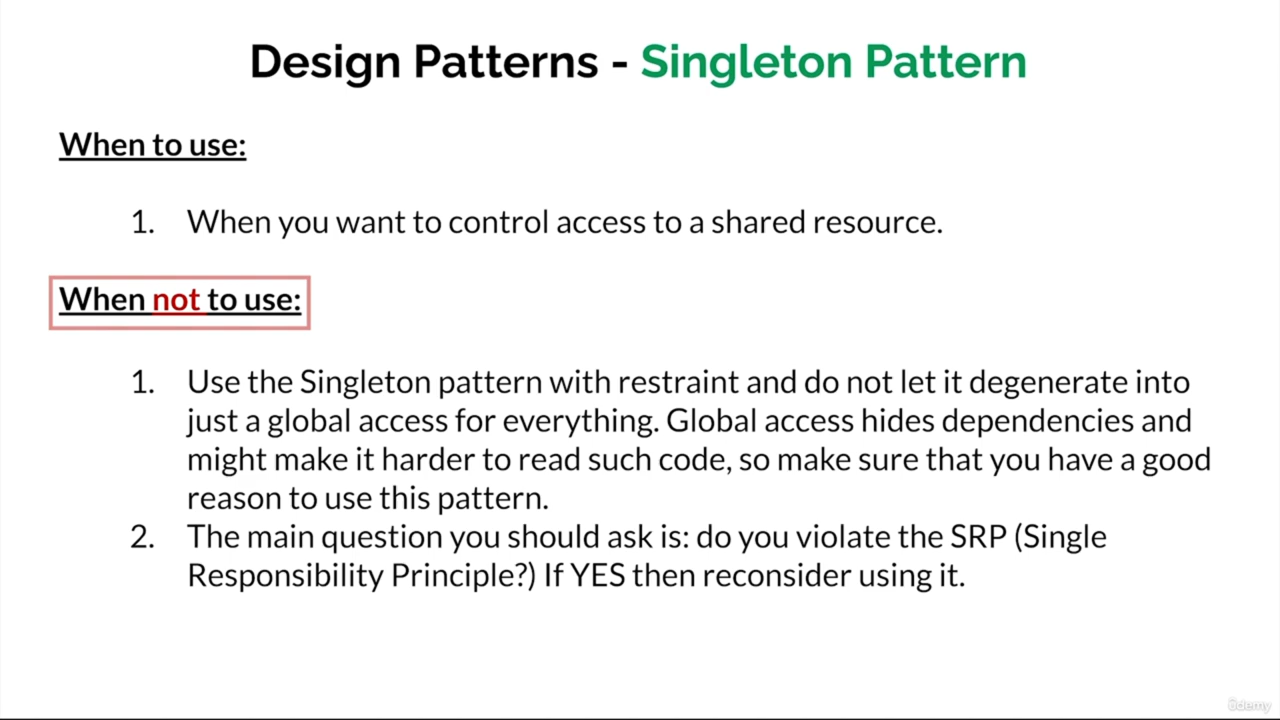 Design Patterns - Singleton Pattern
When to use:
1. When you want to control access to a shared resource.
When not to use:
1. Use the Singleton pattern with restraint and do not let it degenerate into
just a global access for everything. Global access hides dependencies and
might make it harder to read such code, so make sure that you have a good
reason to use this pattern.
2. The main question you should ask is: do you violate the SRP (Single
Responsibility Principle?) If YES then reconsider using it.
ûdemy